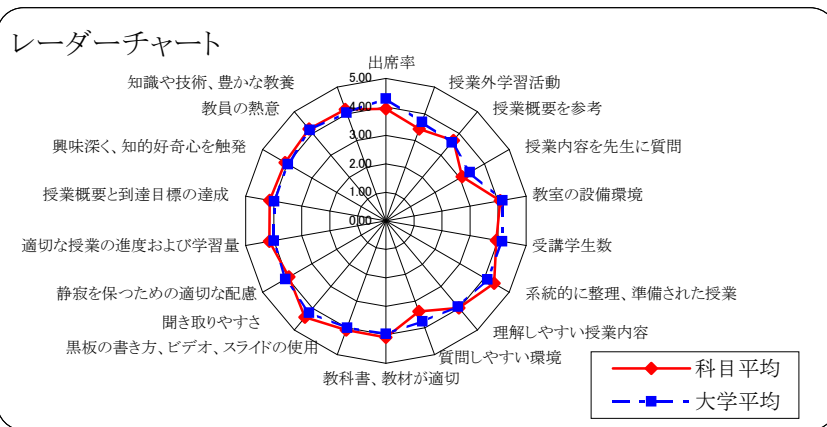 レーダーチャート
出席率
授業外学習活動
授業概要を参考
授業内容を先生に質問
教室の設備環境
受講学生数
系統的に整理、準備された授業
理解しやすい授業内容
質問しやすい環境
教科書、教材が適切
黒板の書き方、ビデオ、スライドの使用
聞き取りやすさ
静寂を保つための適切な配慮
適切な授業の進度および学習量
授業概要と到達目標の達成
興味深く、知的好奇心を触発
教員の熱意
知識や技術、豊かな教養
5.00
4.00
3.00
2.00
1.00
0.00
科目平均
大学平均